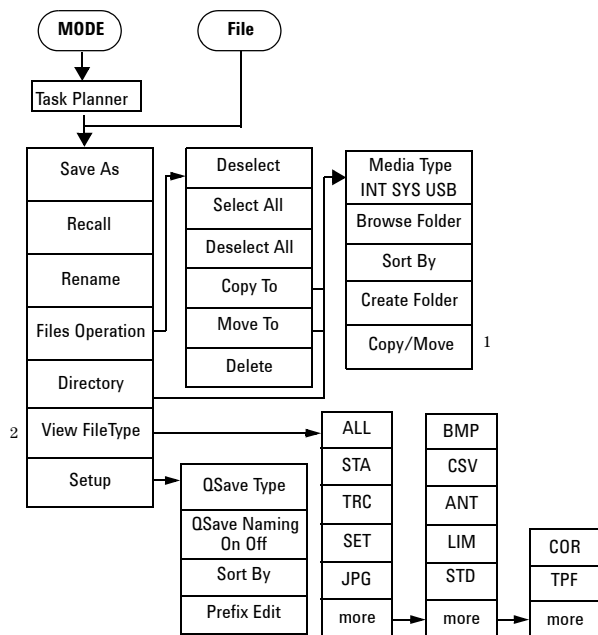 MODE
File
Task Planner
Save As
Recall
Rename
Files Operation
Directory
2
View FileType
Setup
Deselect
Select All
Deselect All
Copy To
Move To
Delete
Media Type
INT SYS USB
Browse Folder
Sort By
Create Folder
Copy/Move
1
QSave Type
QSave Naming
On Off
Sort By
Prefix Edit
ALL
STA
TRC
SET
JPG
more
BMP
CSV
ANT
LIM
STD
more
COR
TPF
more